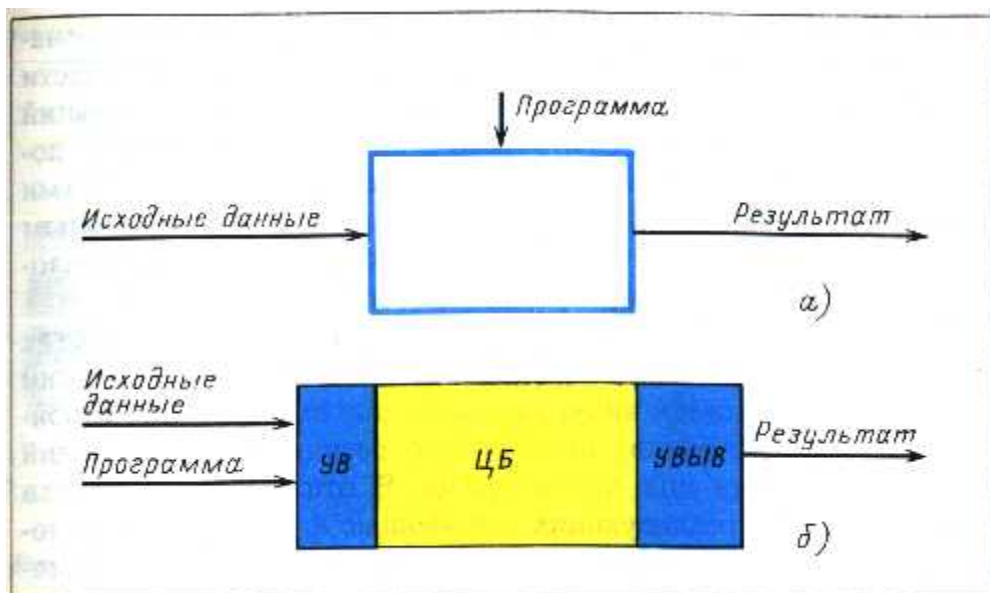 Программа
Исходные данные
Результат
а)
Исходные
данные
Программа
УВ
ЦБ
УВЫВ
Результат
б)